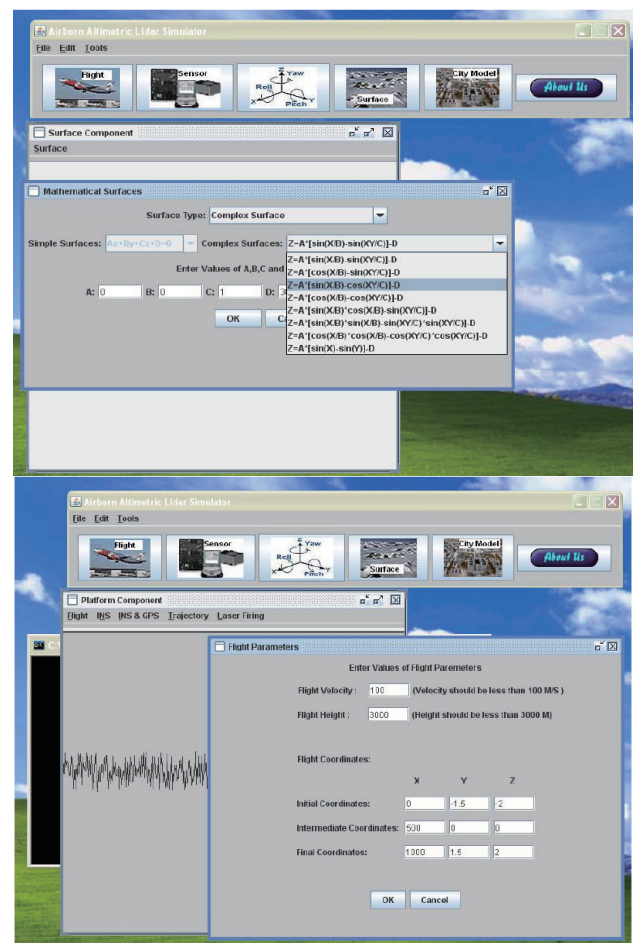 Airborn Altimetric Lidar Simulator
File Edit Tools
Flight Sensor Yaw Roll Pitch X Y Surface City Model About Us
Surface Component
Surface
Mathematical Surfaces
Surface Type: Complex Surface
Simple Surfaces: Ax+By+Cz+D=0 Complex Surfaces: Z=A*[sin(X/B)-sin(XY/C)]-D
Z=A*[sin(X/B)-sin(XY/C)]-D
Z=A*[cos(X/B)-sin(XY/C)]-D
Enter Values of A,B,C and
Z=A*[sin(X/B)-cos(XY/C)]-D
Z=A*[cos(X/B)-cos(XY/C)]-D
A: 0 B: 0 C: 1 D: 3
Z=A*[sin(X/B)*cos(X/B)-sin(XY/C)]-D
Z=A*[sin(X/B)*sin(X/B)-sin(XY/C)*sin(XY/C)]-D
OK
Z=A*[cos(X/B)*cos(X/B)-cos(XY/C)*cos(XY/C)]-D
Z=A*[sin(X)-sin(Y)]-D
Airborn Altimetric Lidar Simulator
File Edit Tools
Flight Sensor Yaw Roll Pitch X Y Surface City Model About Us
Platform Component
Flight INS INS & GPS Trajectory Laser Firing
Flight Parameters
Enter Values of Flight Paremeters
Flight Velocity : 100 (Velocity should be less than 100 M/S )
Flight Height : 3000 (Height should be less than 3000 M)
Flight Coordinates:
X Y Z
Initial Coordinates: 0 -1.5 -2
Intermediate Coordinates: 500 0 0
Final Coordinates: 1000 1.5 2
OK Cancel